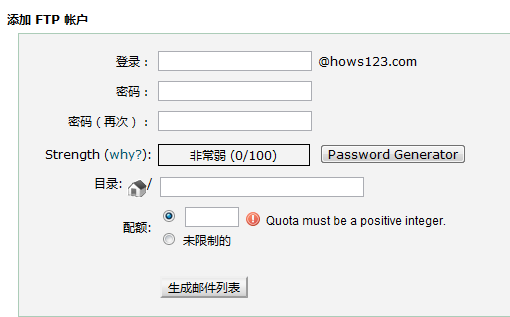 添加 FTP 帐户
登录： @hows123.com
密码：
密码（再次）：
Strength (why?): 非常弱 (0/100) Password Generator
目录: /
配额: Quota must be a positive integer.
未限制的
生成邮件列表